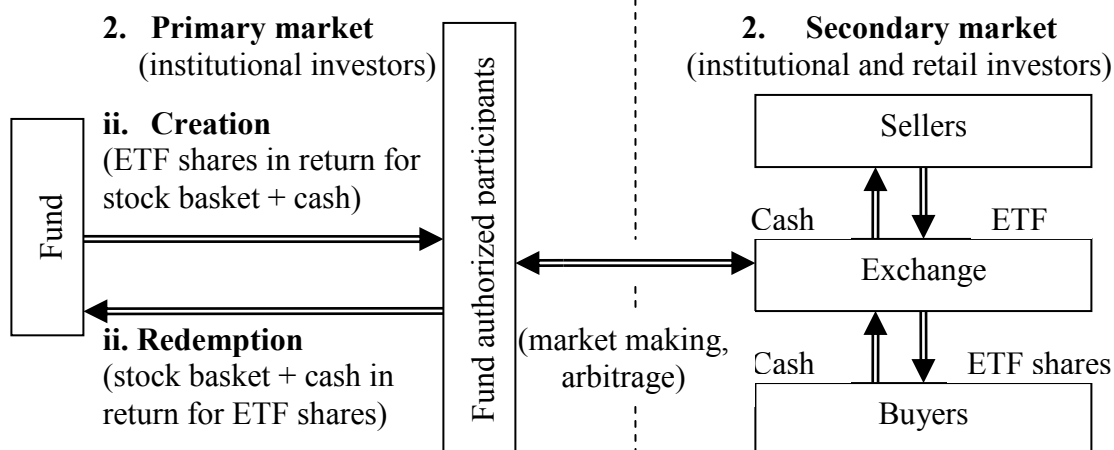 2. Primary market
(institutional investors)
Fund
ii. Creation
(ETF shares in return for
stock basket + cash)
ii. Redemption
(stock basket + cash in
return for ETF shares)
Fund authorized participants
(market making,
arbitrage)
2. Secondary market
(institutional and retail investors)
Sellers
Cash ETF
Exchange
Cash ETF shares
Buyers